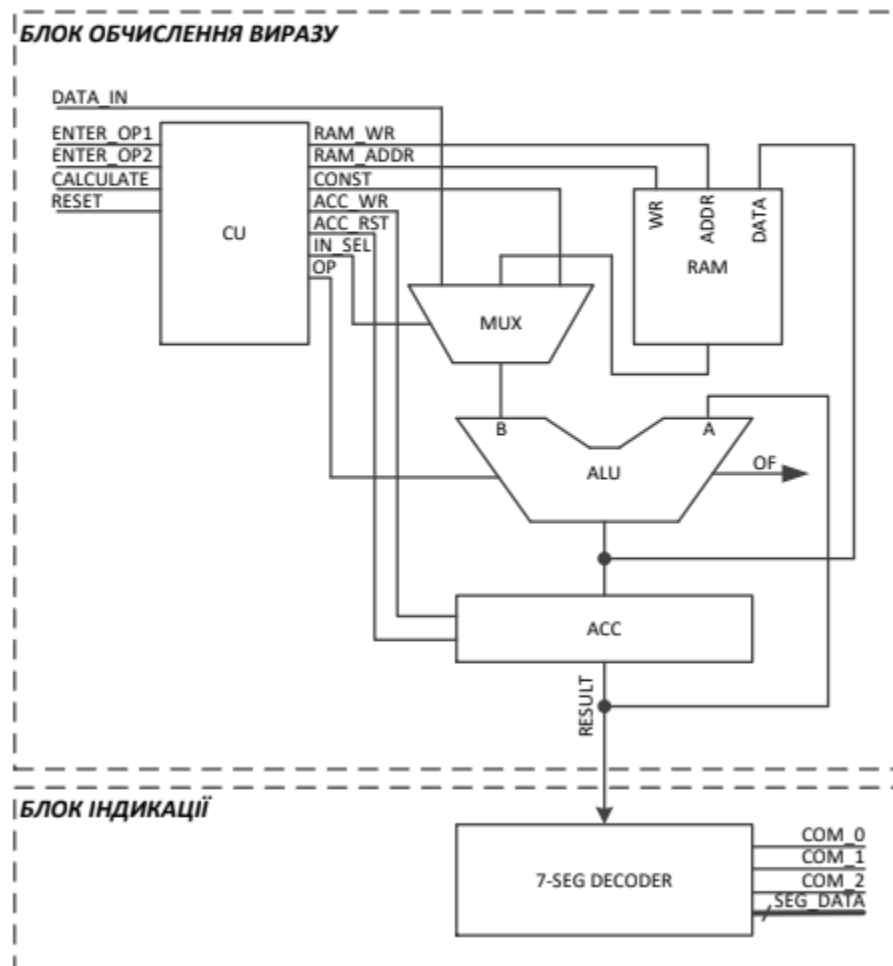 БЛОК ОБЧИСЛЕННЯ ВИРАЗУ
DATA_IN
ENTER_OP1
ENTER_OP2
CALCULATE
RESET
CU
RAM_WR
RAM_ADDR
CONST
ACC_WR
ACC_RST
IN_SEL
OP
WR
ADDR
DATA
RAM
MUX
B
A
ALU
OF
ACC
RESULT
БЛОК ІНДИКАЦІЇ
7-SEG DECODER
COM_0
COM_1
COM_2
SEG_DATA